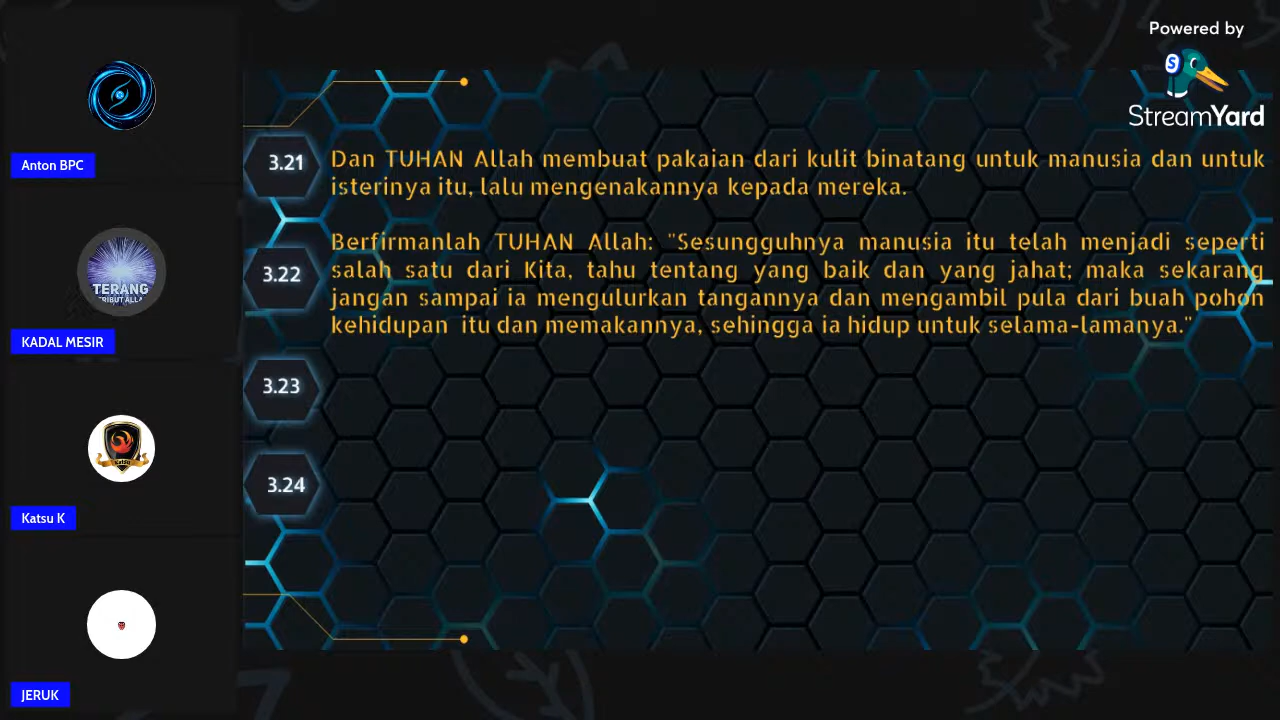 Powered by
StreamYard
Anton BPC
TERANG
KADAL MESIR
Katsu K
JERUK
3.21
Dan TUHAN Allah membuat pakaian dari kulit binatang untuk manusia dan untuk
isterinya itu, lalu mengenakannya kepada mereka.
3.22
Berfirmanlah TUHAN Allah: "Sesungguhnya manusia itu telah menjadi seperti
salah satu dari Kita, tahu tentang yang baik dan yang jahat; maka sekarang
jangan sampai ia mengulurkan tangannya dan mengambil pula dari buah pohon
kehidupan itu dan memakannya, sehingga ia hidup untuk selama-lamanya."
3.23
3.24